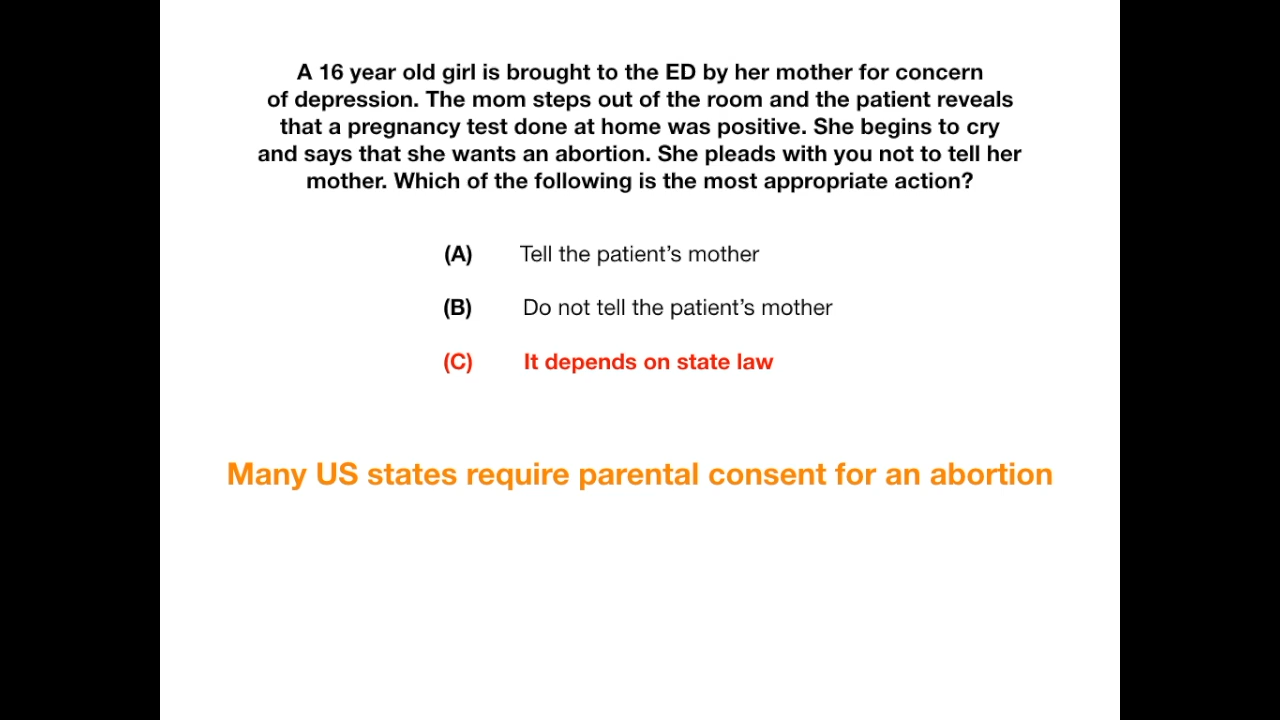 A 16 year old girl is brought to the ED by her mother for concern
of depression. The mom steps out of the room and the patient reveals
that a pregnancy test done at home was positive. She begins to cry
and says that she wants an abortion. She pleads with you not to tell her
mother. Which of the following is the most appropriate action?
(A) Tell the patient’s mother
(B) Do not tell the patient’s mother
(C) It depends on state law
Many US states require parental consent for an abortion